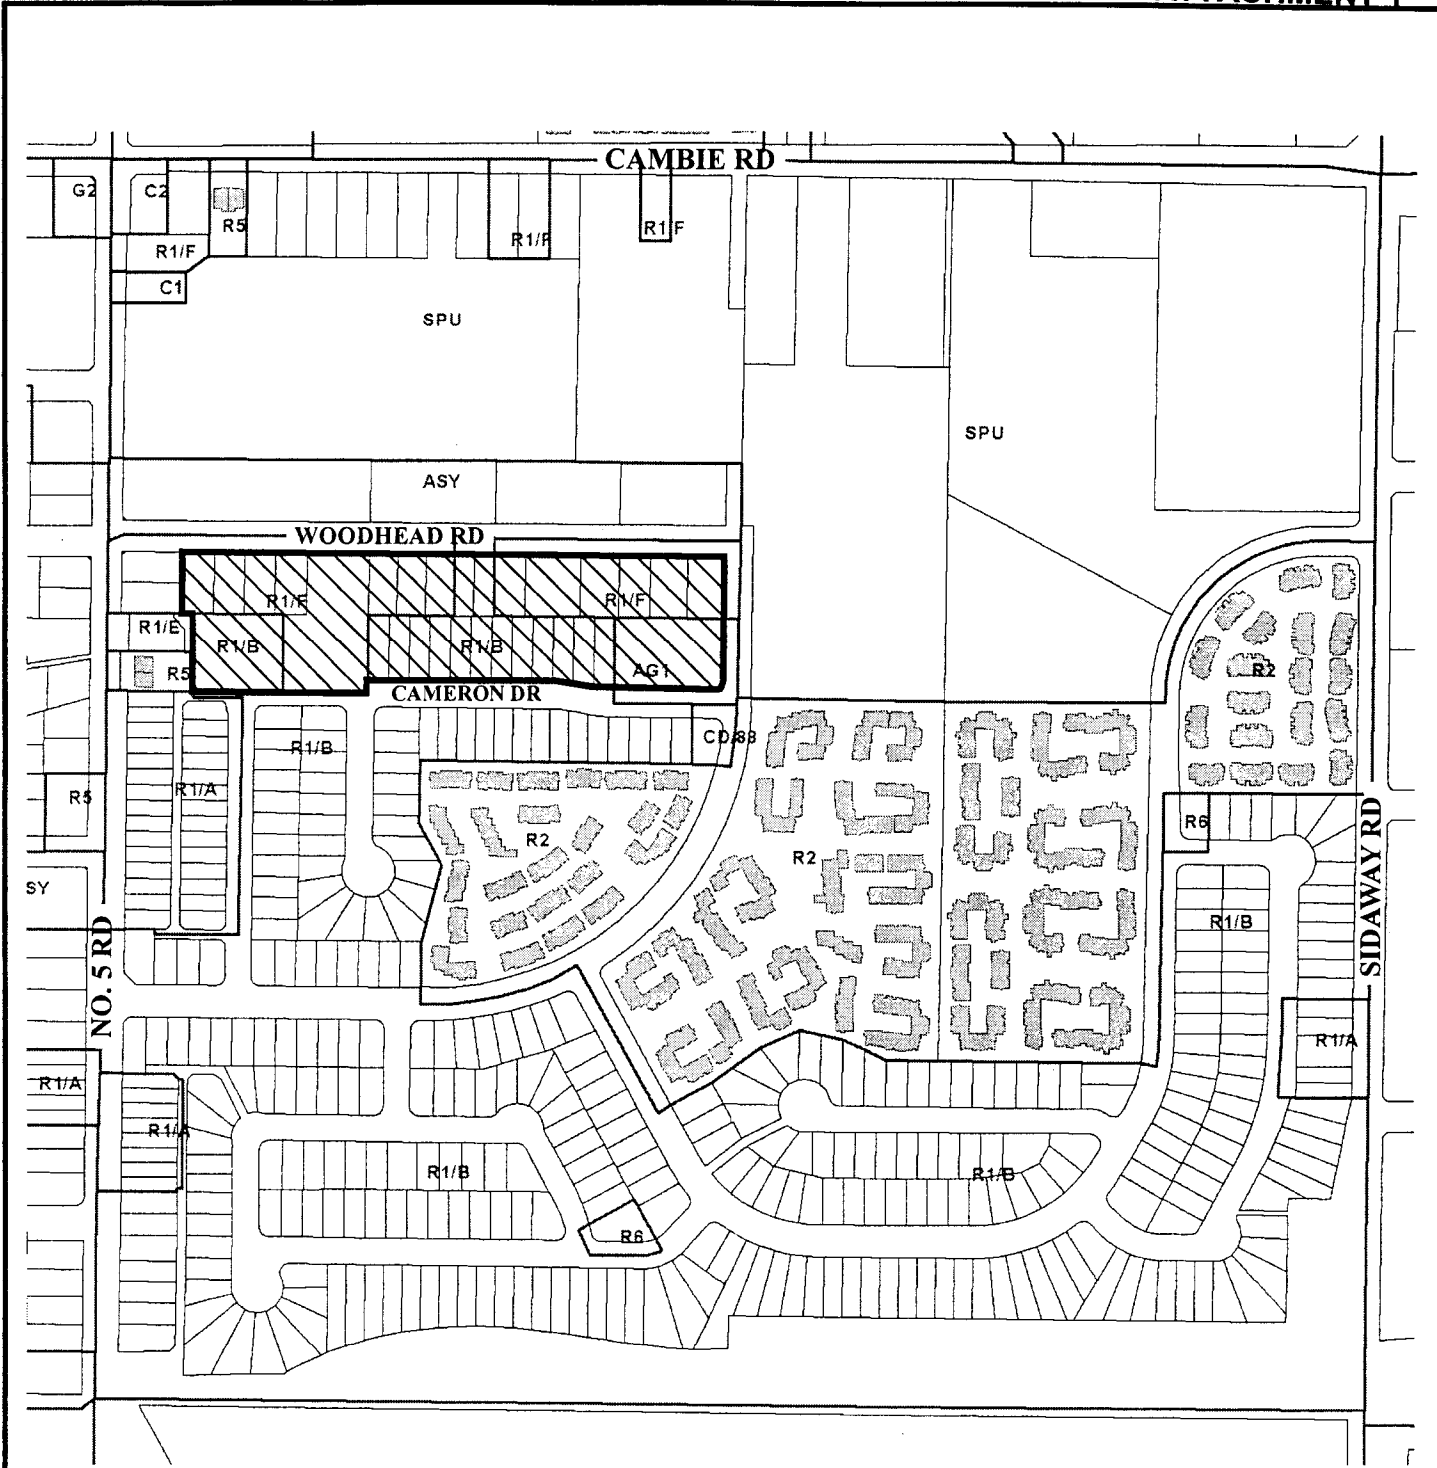 ATTACHMENT 1
CAMBIE RD
G2
C2
R5
R1/F
R1/F
R1/F
C1
SPU
SPU
ASY
WOODHEAD RD
R1/F
R1/F
R1/E
R1/B
R1/B
R5
AG1
R2
CAMERON DR
R1/B
CD/88
R1/A
R5
R2
R2
R6
SY
R1/B
NO. 5 RD
SIDAWAY RD
R1/A
R1/A
R1/A
R1/B
R1/B
R6